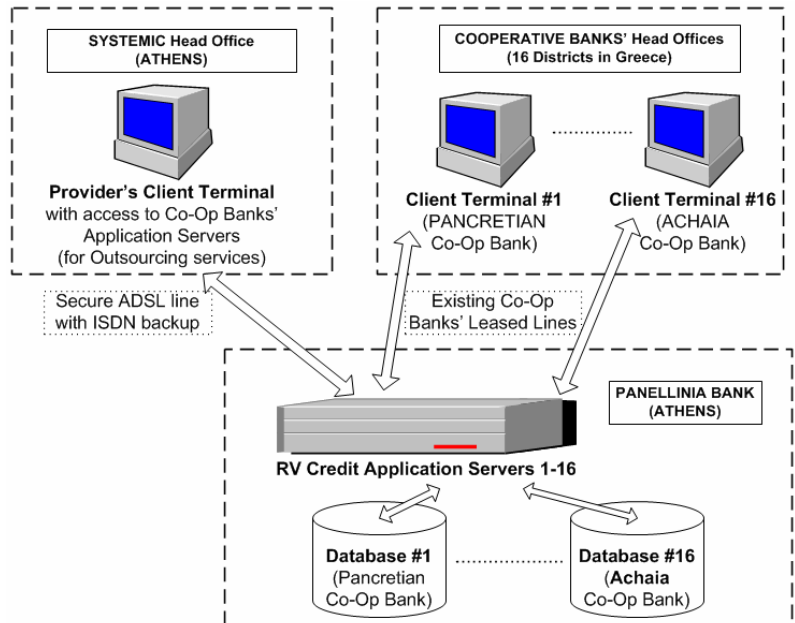 SYSTEMIC Head Office
(ATHENS)
Provider's Client Terminal
with access to Co-Op Banks'
Application Servers
(for Outsourcing services)
COOPERATIVE BANKS' Head Offices
(16 Districts in Greece)
Client Terminal #1
(PANCRETIAN
Co-Op Bank)
Client Terminal #16
(ACHAIA
Co-Op Bank)
Secure ADSL line
with ISDN backup
Existing Co-Op
Banks' Leased Lines
PANELLINIA BANK
(ATHENS)
RV Credit Application Servers 1-16
Database #1
(Pancretian
Co-Op Bank)
Database #16
(Achaia
Co-Op Bank)